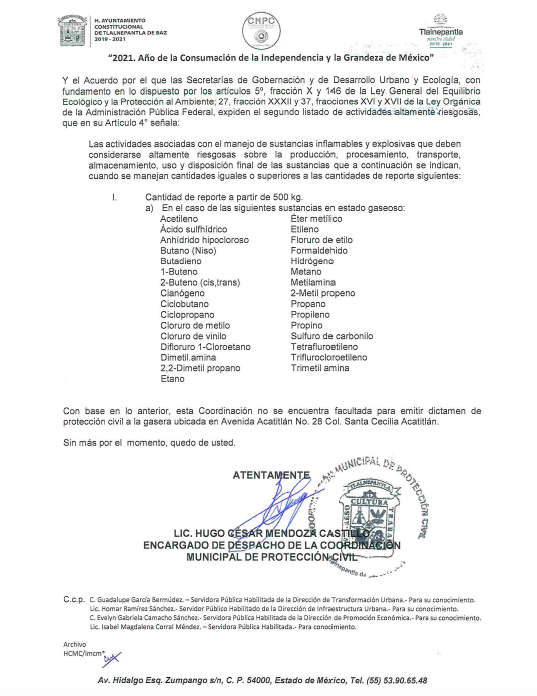 H. AYUNTAMIENTO
CONSTITUCIONAL
DE TLALNEPANTLA DE BAZ
2019 - 2021
CMPC
Tlalnepantla
nuestra ciudad
2019 - 2021
"2021. Año de la Consumación de la Independencia y la Grandeza de México"
Y el Acuerdo por el que las Secretarías de Gobernación y de Desarrollo Urbano y Ecología, con
fundamento en lo dispuesto por los artículos 5º, fracción X y 146 de la Ley General del Equilibrio
Ecológico y la Protección al Ambiente; 27, fracción XXXII y 37, fracciones XVI y XVII de la Ley Orgánica
de la Administración Pública Federal, expiden el segundo listado de actividades altamente riesgosas,
que en su Artículo 4° señala:
Las actividades asociadas con el manejo de sustancias inflamables y explosivas que deben
considerarse altamente riesgosas sobre la producción, procesamiento, transporte,
almacenamiento, uso y disposición final de las sustancias que a continuación se indican,
cuando se manejan cantidades iguales o superiores a las cantidades de reporte siguientes:
I. Cantidad de reporte a partir de 500 kg.
a) En el caso de las siguientes sustancias en estado gaseoso:
Acetileno Éter metílico
Ácido sulfhídrico Etileno
Anhídrido hipocloroso Floruro de etilo
Butano (Niso) Formaldehido
Butadieno Hidrógeno
1-Buteno Metano
2-Buteno (cis,trans) Metilamina
Cianógeno 2-Metil propeno
Ciclobutano Propano
Ciclopropano Propileno
Cloruro de metilo Propino
Cloruro de vinilo Sulfuro de carbonilo
Difloruro 1-Cloroetano Tetrafluroetileno
Dimetil.amina Triflurocloroetileno
2,2-Dimetil propano Trimetil amina
Etano
Con base en lo anterior, esta Coordinación no se encuentra facultada para emitir dictamen de
protección civil a la gasera ubicada en Avenida Acatitlán No. 28 Col. Santa Cecilia Acatitlán.
Sin más por el momento, quedo de usted.
ATENTAMENTE
MUNICIPAL DE PROTECCIÓN CIVIL
TLALNEPANTLA
CULTURA
LIC. HUGO CÉSAR MENDOZA CASTILLO
ENCARGADO DE DESPACHO DE LA COORDINACIÓN
MUNICIPAL DE PROTECCIÓN CIVIL
C.c.p. C. Guadalupe García Bermúdez. – Servidora Pública Habilitada de la Dirección de Transformación Urbana.- Para su conocimiento.
Lic. Homar Ramírez Sánchez.- Servidor Público Habilitado de la Dirección de Infraestructura Urbana.- Para su conocimiento.
C. Evelyn Gabriela Camacho Sánchez.- Servidora Pública Habilitada de la Dirección de Promoción Económica.- Para su conocimiento.
Lic. Isabel Magdalena Corral Méndez. – Servidora Pública Habilitada.- Para conocimiento.
Archivo
HCMC/Imcm*
Av. Hidalgo Esq. Zumpango s/n, C. P. 54000, Estado de México, Tel. (55) 53.90.65.48